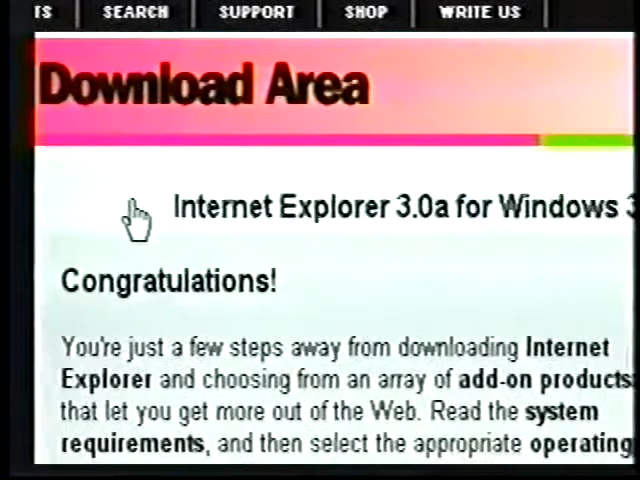 TS SEARCH SUPPORT SHOP WRITE US
Download Area
Internet Explorer 3.0a for Windows 3
Congratulations!
You're just a few steps away from downloading Internet
Explorer and choosing from an array of add-on products
that let you get more out of the Web. Read the system
requirements, and then select the appropriate operating